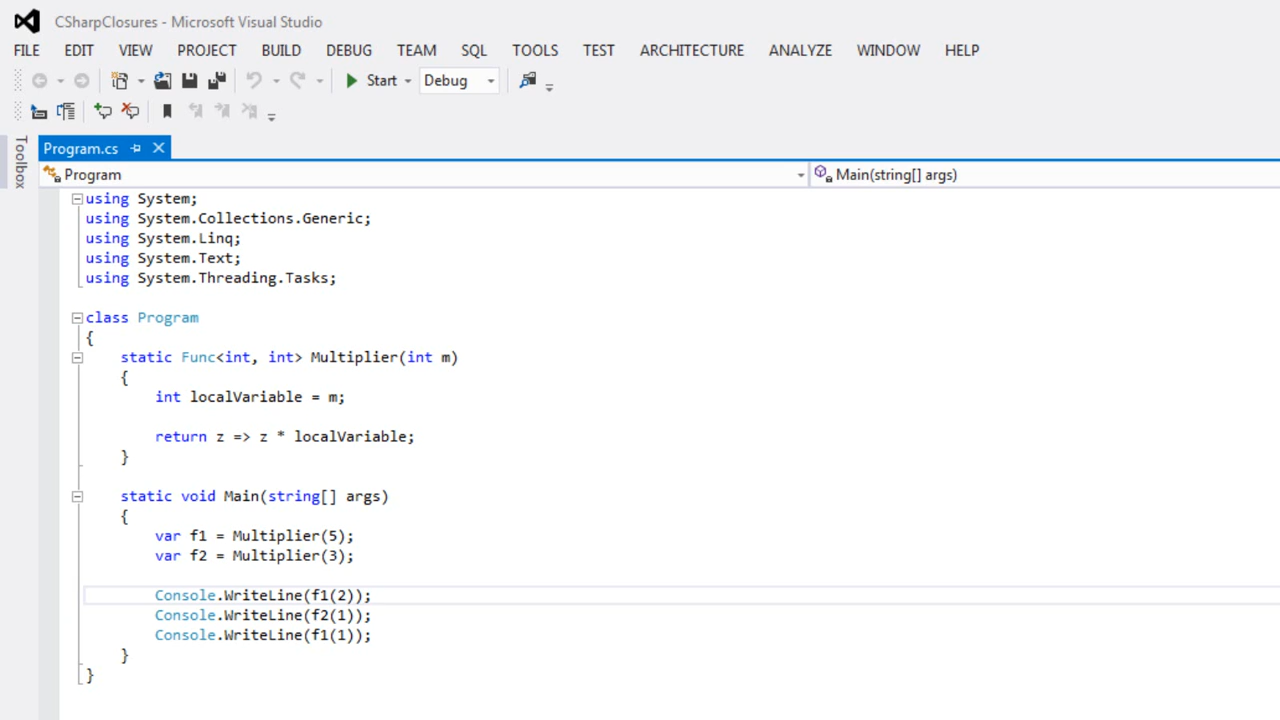 CSharpClosures - Microsoft Visual Studio
FILE EDIT VIEW PROJECT BUILD DEBUG TEAM SQL TOOLS TEST ARCHITECTURE ANALYZE WINDOW HELP
Start Debug
Toolbox
Program.cs
Program Main(string[] args)
using System;
using System.Collections.Generic;
using System.Linq;
using System.Text;
using System.Threading.Tasks;
class Program
{
static Func<int, int> Multiplier(int m)
{
int localVariable = m;
return z => z * localVariable;
}
static void Main(string[] args)
{
var f1 = Multiplier(5);
var f2 = Multiplier(3);
Console.WriteLine(f1(2));
Console.WriteLine(f2(1));
Console.WriteLine(f1(1));
}
}